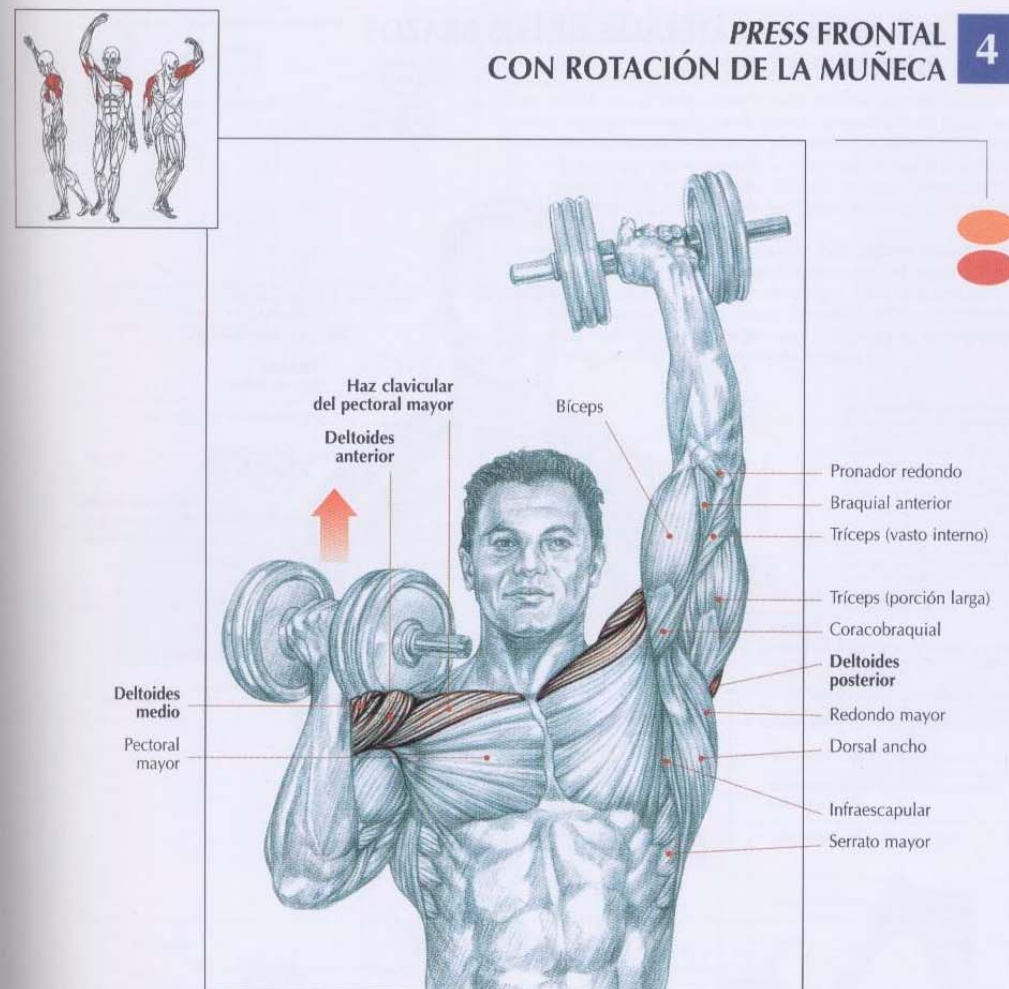 PRESS FRONTAL
CON ROTACIÓN DE LA MUÑECA
4
Haz clavicular
del pectoral mayor
Deltoides
anterior
Bíceps
Pronador redondo
Braquial anterior
Tríceps (vasto interno)
Tríceps (porción larga)
Coracobraquial
Deltoides
posterior
Redondo mayor
Dorsal ancho
Infraescapular
Serrato mayor
Deltoides
medio
Pectoral
mayor